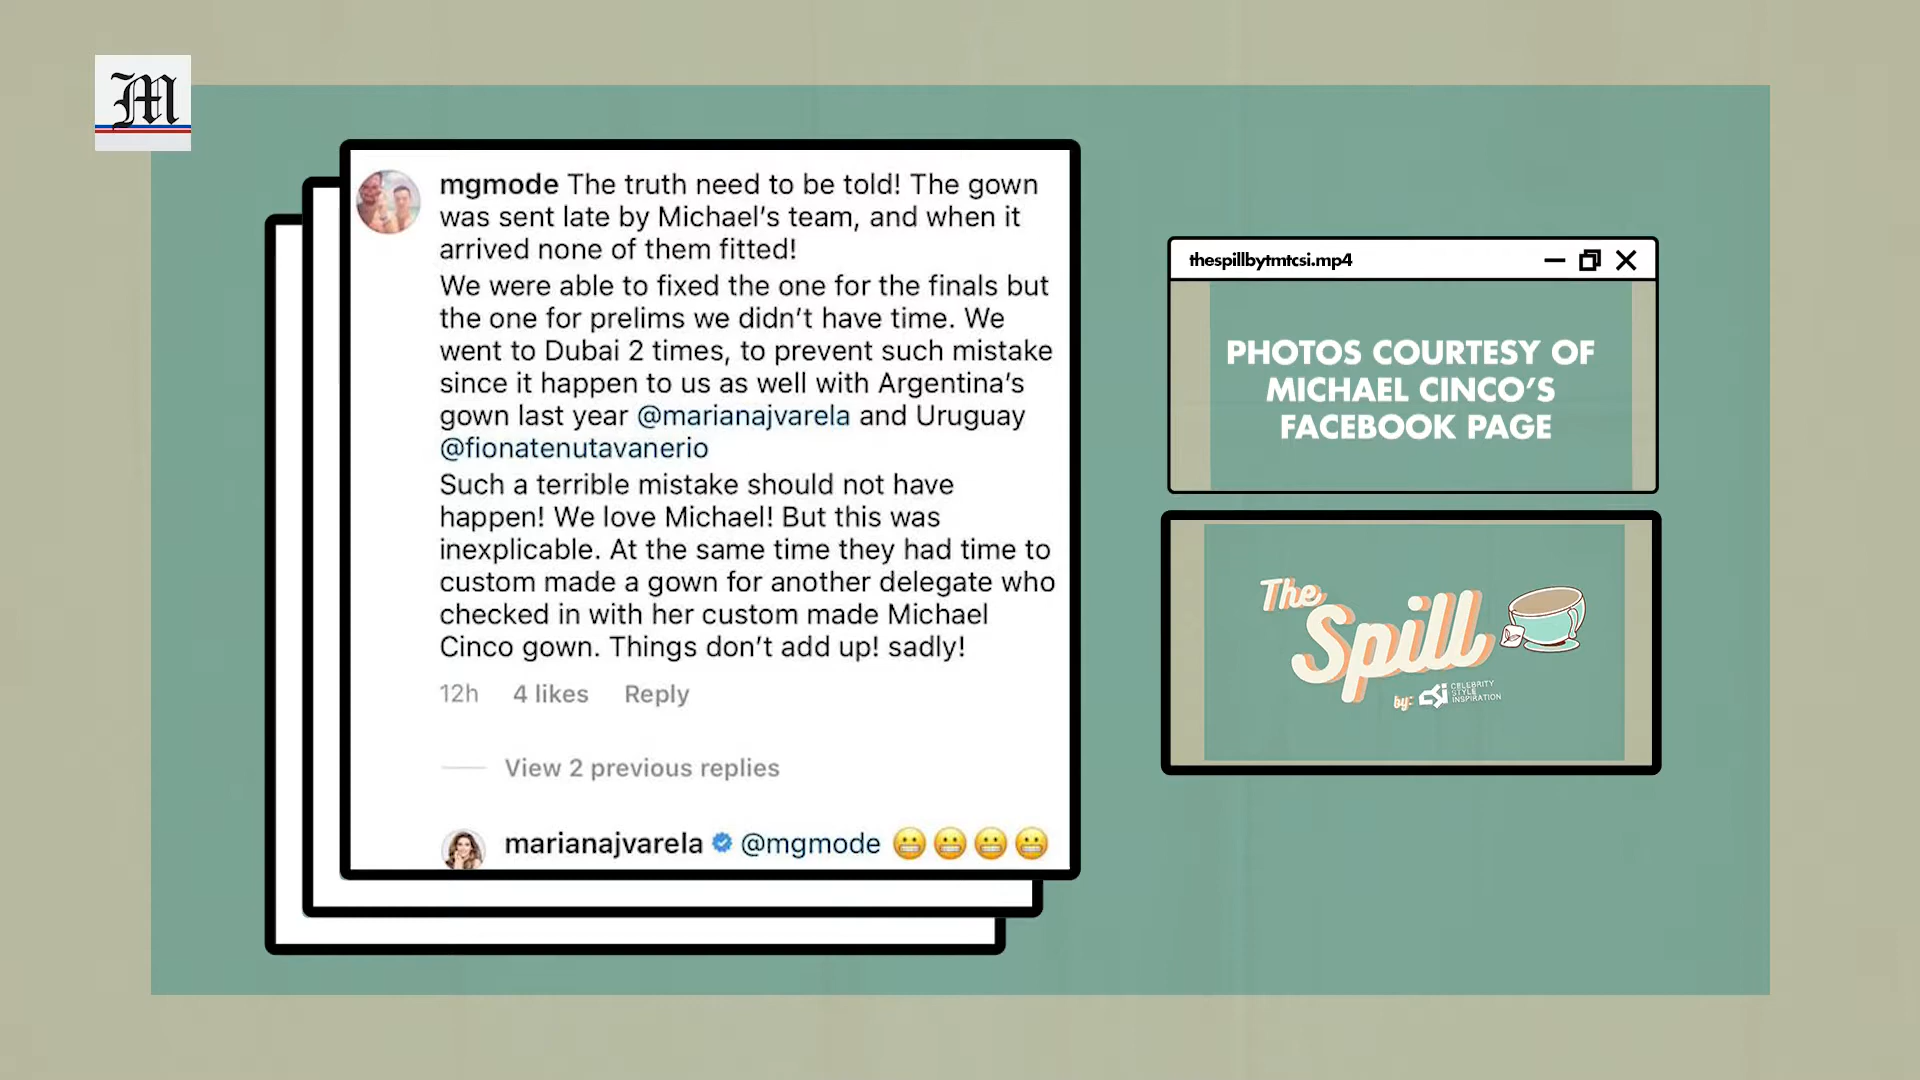 M
mgmode The truth need to be told! The gown
was sent late by Michael's team, and when it
arrived none of them fitted!
We were able to fixed the one for the finals but
the one for prelims we didn't have time. We
went to Dubai 2 times, to prevent such mistake
since it happen to us as well with Argentina's
gown last year @marianajvarela and Uruguay
@fionatenutavanerio
Such a terrible mistake should not have
happen! We love Michael! But this was
inexplicable. At the same time they had time to
custom made a gown for another delegate who
checked in with her custom made Michael
Cinco gown. Things don't add up! sadly!
12h 4 likes Reply
View 2 previous replies
marianajvarela @mgmode 😬😬😬😬
thespillbytmtcsi.mp4
PHOTOS COURTESY OF
MICHAEL CINCO'S
FACEBOOK PAGE
The
Spill
by: CSI CELEBRITY
STYLE
INSPIRATION